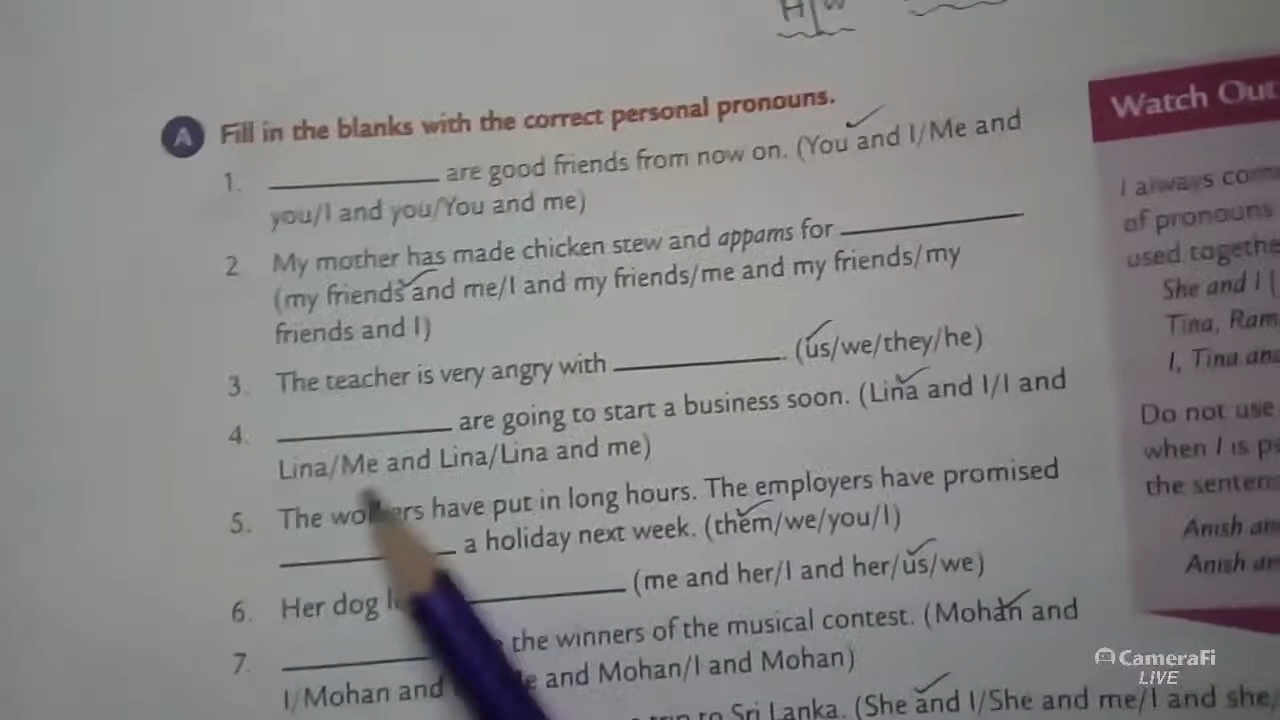 H/W
A Fill in the blanks with the correct personal pronouns.
1. __________ are good friends from now on. (You and I/Me and
you/I and you/You and me)
2 My mother has made chicken stew and appams for __________
(my friends and me/I and my friends/me and my friends/my
friends and I)
3. The teacher is very angry with __________. (us/we/they/he)
4. __________ are going to start a business soon. (Lina and I/I and
Lina/Me and Lina/Lina and me)
5. The workers have put in long hours. The employers have promised
__________ a holiday next week. (them/we/you/I)
6. Her dog __________ (me and her/I and her/us/we)
7. __________ the winners of the musical contest. (Mohan and
I/Mohan and and Mohan/I and Mohan)
trip to Sri Lanka. (She and I/She and me/I and she/
Watch Out
I always
of pronouns
used
She and I (
Tina, Ram
I, Tina
Do not use
when I is
the
Anish
Anish
CameraFi
LIVE